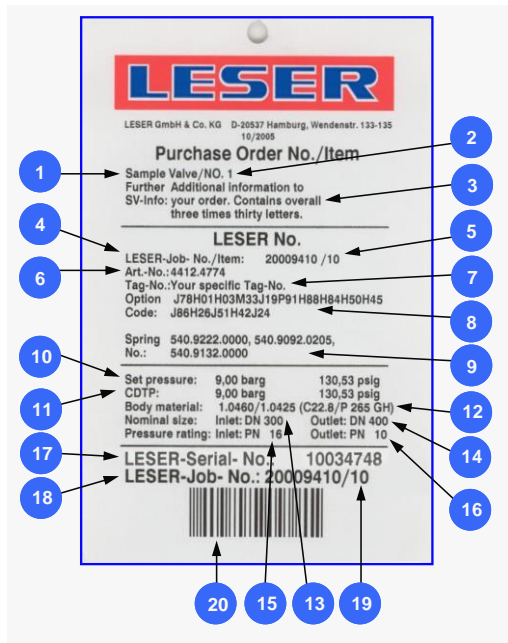 LESER
LESER GmbH & Co. KG D-20537 Hamburg, Wendenstr. 133-135
10/2005
Purchase Order No./Item
Sample Valve/NO. 1
Further Additional information to
SV-Info: your order. Contains overall
three times thirty letters.
LESER No.
LESER-Job- No./Item: 20009410 /10
Art.-No.:4412.4774
Tag-No.:Your specific Tag-No.
Option J78H01H03M33J19P91H88H84H50H45
Code: J86H26J51H42J24
Spring 540.9222.0000, 540.9092.0205,
No.: 540.9132.0000
Set pressure: 9,00 barg 130,53 psig
CDTP: 9,00 barg 130,53 psig
Body material: 1.0460/1.0425 (C22.8/P 265 GH)
Nominal size: Inlet: DN 300 Outlet: DN 400
Pressure rating: Inlet: PN 16 Outlet: PN 10
LESER-Serial- No.: 10034748
LESER-Job- No.: 20009410/10
1
2
3
4
5
6
7
8
9
10
11
12
13
14
15
16
17
18
19
20